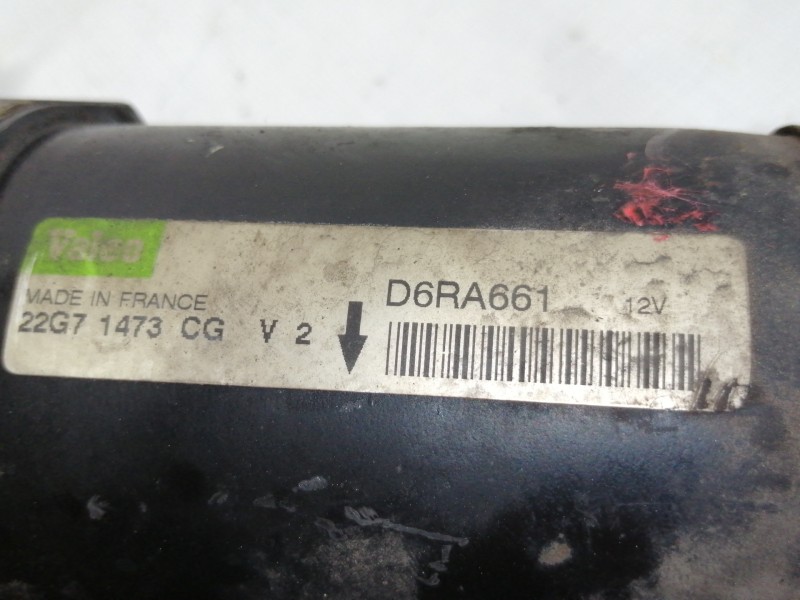 Valeo
MADE IN FRANCE
22G7 1473 CG V 2
D6RA661 12V